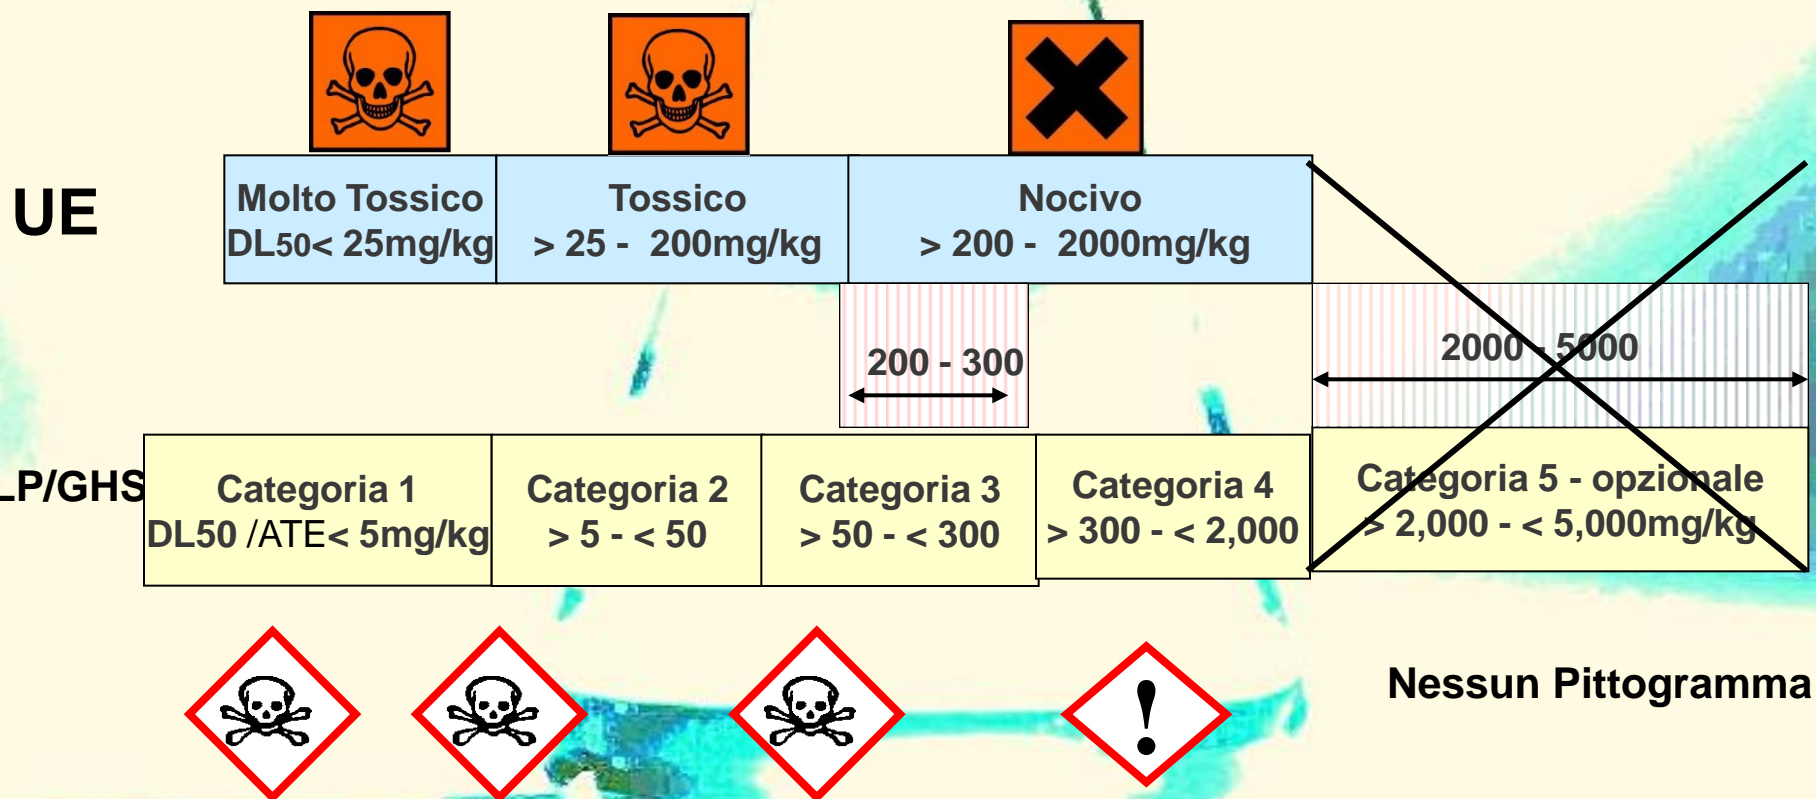 UE
Molto Tossico
DL50< 25mg/kg
Tossico
> 25 - 200mg/kg
Nocivo
> 200 - 2000mg/kg
200 - 300
2000 - 5000
LP/GHS
Categoria 1
DL50 /ATE< 5mg/kg
Categoria 2
> 5 - < 50
Categoria 3
> 50 - < 300
Categoria 4
> 300 - < 2,000
Categoria 5 - opzionale
> 2,000 - < 5,000mg/kg
!
Nessun Pittogramma